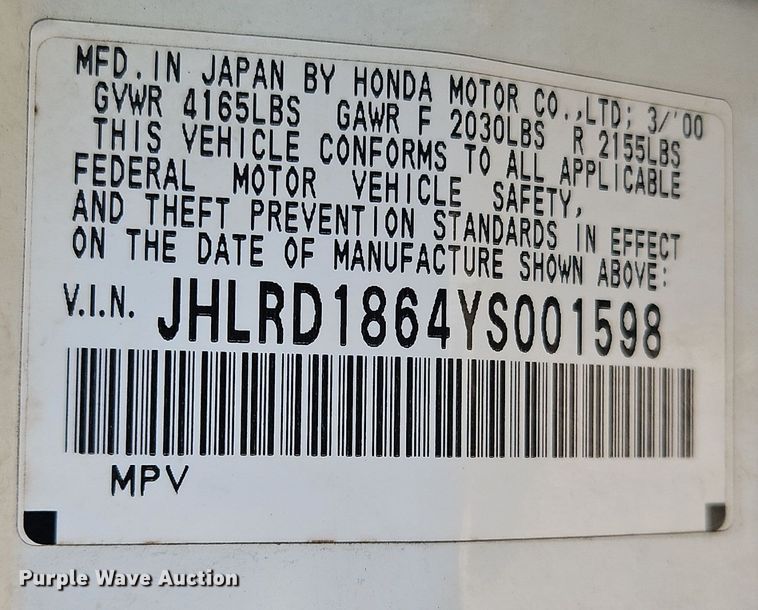 MFD. IN JAPAN BY HONDA MOTOR CO.,LTD; 3/'00
GVWR 4165LBS GAWR F 2030LBS R 2155LBS
THIS VEHICLE CONFORMS TO ALL APPLICABLE
FEDERAL MOTOR VEHICLE SAFETY,
AND THEFT PREVENTION STANDARDS IN EFFECT
ON THE DATE OF MANUFACTURE SHOWN ABOVE:
V.I.N. JHLRD1864YS001598
MPV
Purple Wave Auction